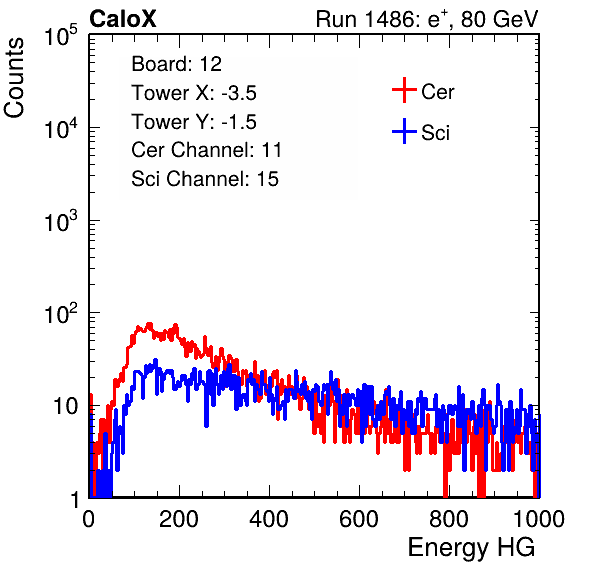 CaloX Run 1486: e⁺, 80 GeV
Counts
10⁵
10⁴
10³
10²
10
1
Board: 12
Tower X: -3.5
Tower Y: -1.5
Cer Channel: 11
Sci Channel: 15
Cer
Sci
0 200 400 600 800 1000
Energy HG